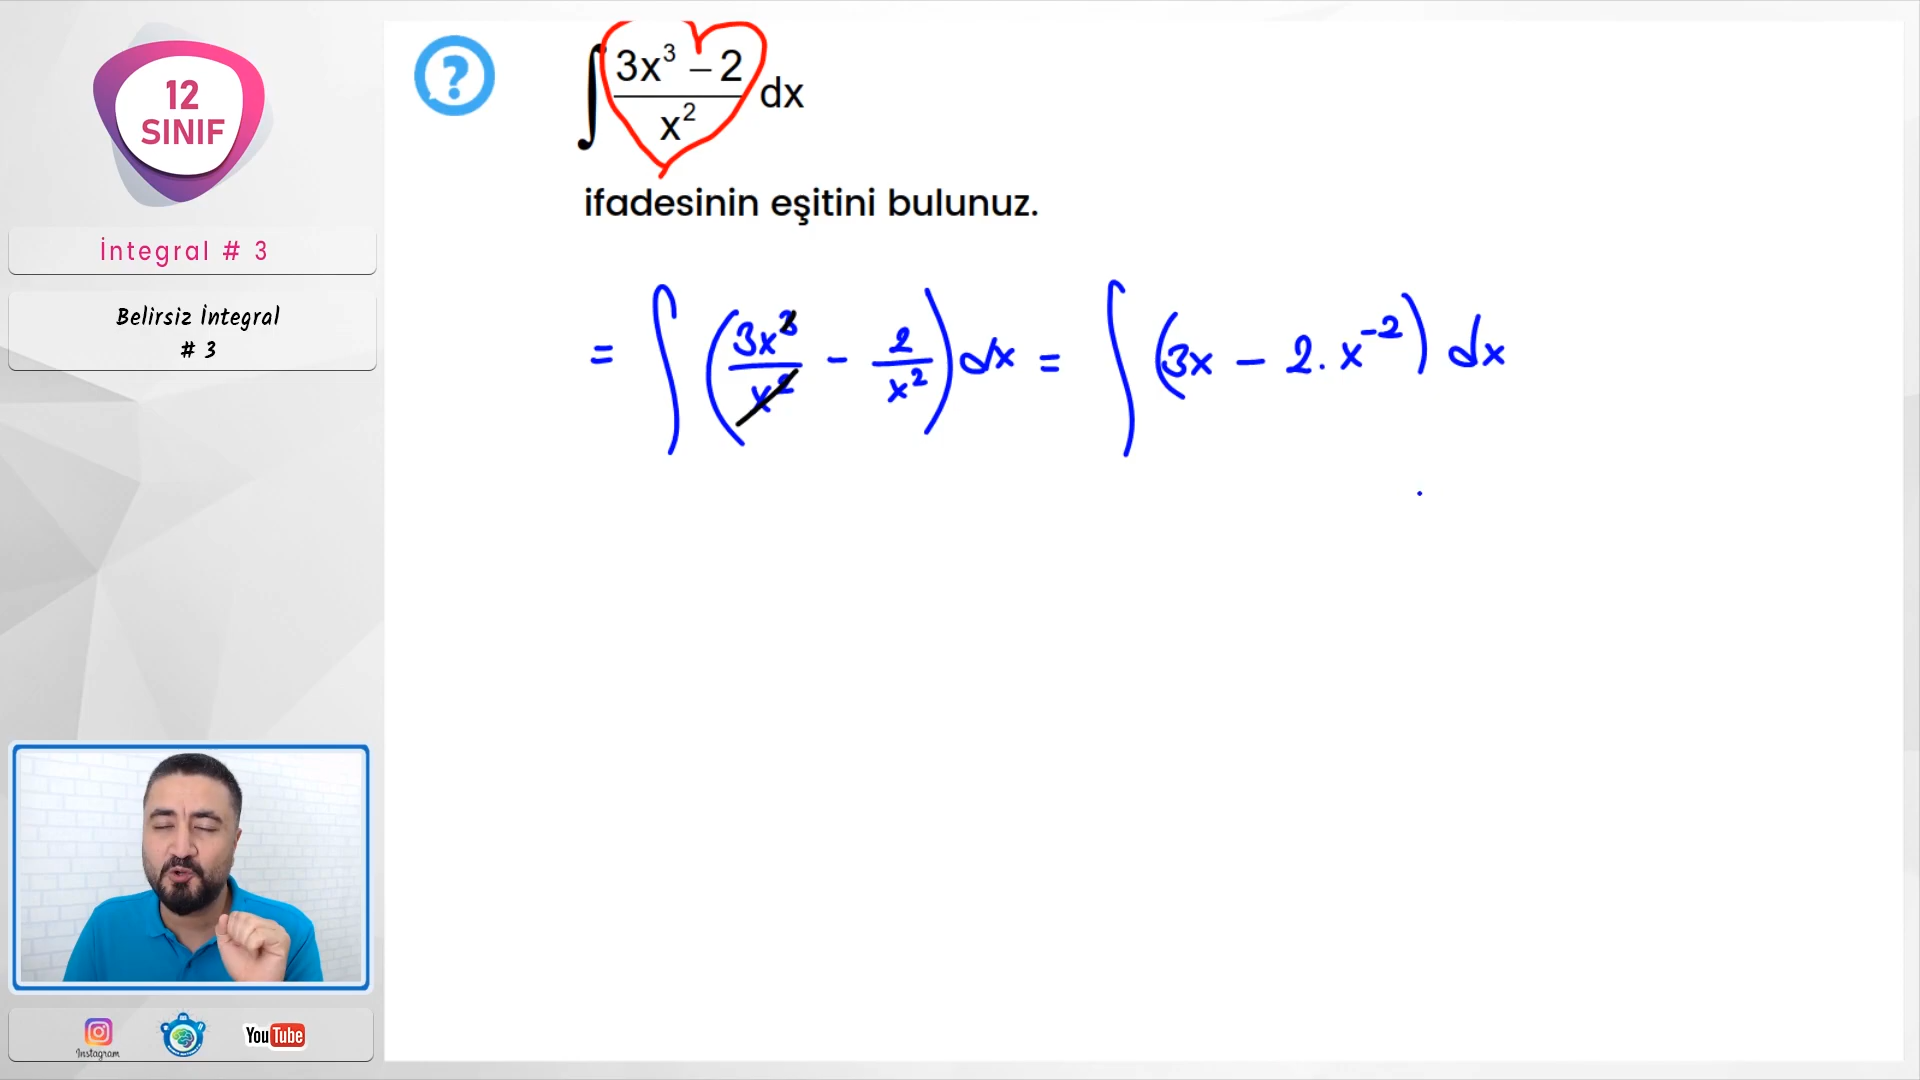 12
SINIF
İntegral # 3
Belirsiz İntegral
# 3
Instagram
YouTube
?
∫ (3x³ − 2)/x² dx
ifadesinin eşitini bulunuz.
= ∫ (3x³/x² − 2/x²) dx = ∫ (3x − 2·x⁻²) dx